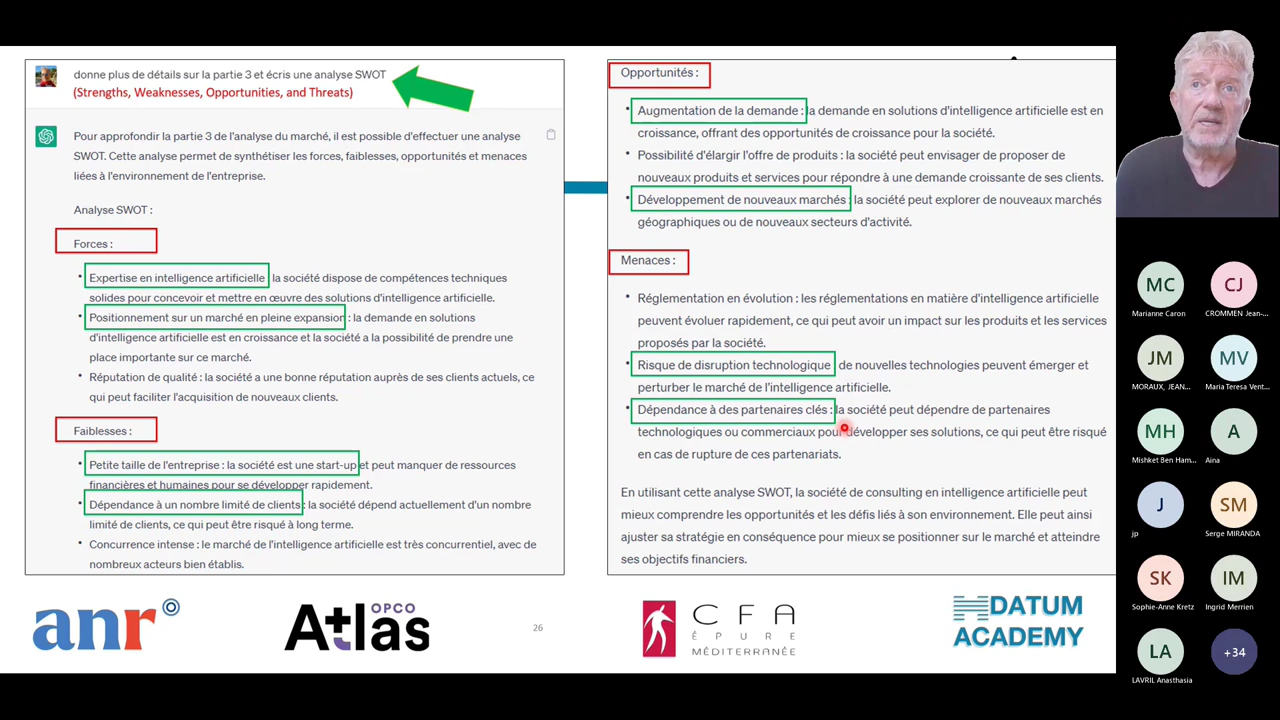 donne plus de détails sur la partie 3 et écris une analyse SWOT
(Strengths, Weaknesses, Opportunities, and Threats)
Pour approfondir la partie 3 de l'analyse du marché, il est possible d'effectuer une analyse
SWOT. Cette analyse permet de synthétiser les forces, faiblesses, opportunités et menaces
liées à l'environnement de l'entreprise.
Analyse SWOT :
Forces :
• Expertise en intelligence artificielle : la société dispose de compétences techniques
solides pour concevoir et mettre en œuvre des solutions d'intelligence artificielle.
• Positionnement sur un marché en pleine expansion : la demande en solutions
d'intelligence artificielle est en croissance et la société a la possibilité de prendre une
place importante sur ce marché.
• Réputation de qualité : la société a une bonne réputation auprès de ses clients actuels, ce
qui peut faciliter l'acquisition de nouveaux clients.
Faiblesses :
• Petite taille de l'entreprise : la société est une start-up et peut manquer de ressources
financières et humaines pour se développer rapidement.
• Dépendance à un nombre limité de clients : la société dépend actuellement d'un nombre
limité de clients, ce qui peut être risqué à long terme.
• Concurrence intense : le marché de l'intelligence artificielle est très concurrentiel, avec de
nombreux acteurs bien établis.
Opportunités :
• Augmentation de la demande : la demande en solutions d'intelligence artificielle est en
croissance, offrant des opportunités de croissance pour la société.
• Possibilité d'élargir l'offre de produits : la société peut envisager de proposer de
nouveaux produits et services pour répondre à une demande croissante de ses clients.
• Développement de nouveaux marchés : la société peut explorer de nouveaux marchés
géographiques ou de nouveaux secteurs d'activité.
Menaces :
• Réglementation en évolution : les réglementations en matière d'intelligence artificielle
peuvent évoluer rapidement, ce qui peut avoir un impact sur les produits et les services
proposés par la société.
• Risque de disruption technologique : de nouvelles technologies peuvent émerger et
perturber le marché de l'intelligence artificielle.
• Dépendance à des partenaires clés : la société peut dépendre de partenaires
technologiques ou commerciaux pour développer ses solutions, ce qui peut être risqué
en cas de rupture de ces partenariats.
En utilisant cette analyse SWOT, la société de consulting en intelligence artificielle peut
mieux comprendre les opportunités et les défis liés à son environnement. Elle peut ainsi
ajuster sa stratégie en conséquence pour mieux se positionner sur le marché et atteindre
ses objectifs financiers.
anr
OPCO
Atlas
26
CFA
ÉPURE
MÉDITERRANÉE
DATUM
ACADEMY
MC
CJ
Marianne Caron
CROMMEN Jean-...
JM
MV
MORAUX, JEAN...
Maria Teresa Vent...
MH
A
Mishket Ben Ham...
Aina
J
SM
jp
Serge MIRANDA
SK
IM
Sophie-Anne Kretz
Ingrid Merrien
LA
+34
LAVRIL Anasthasia